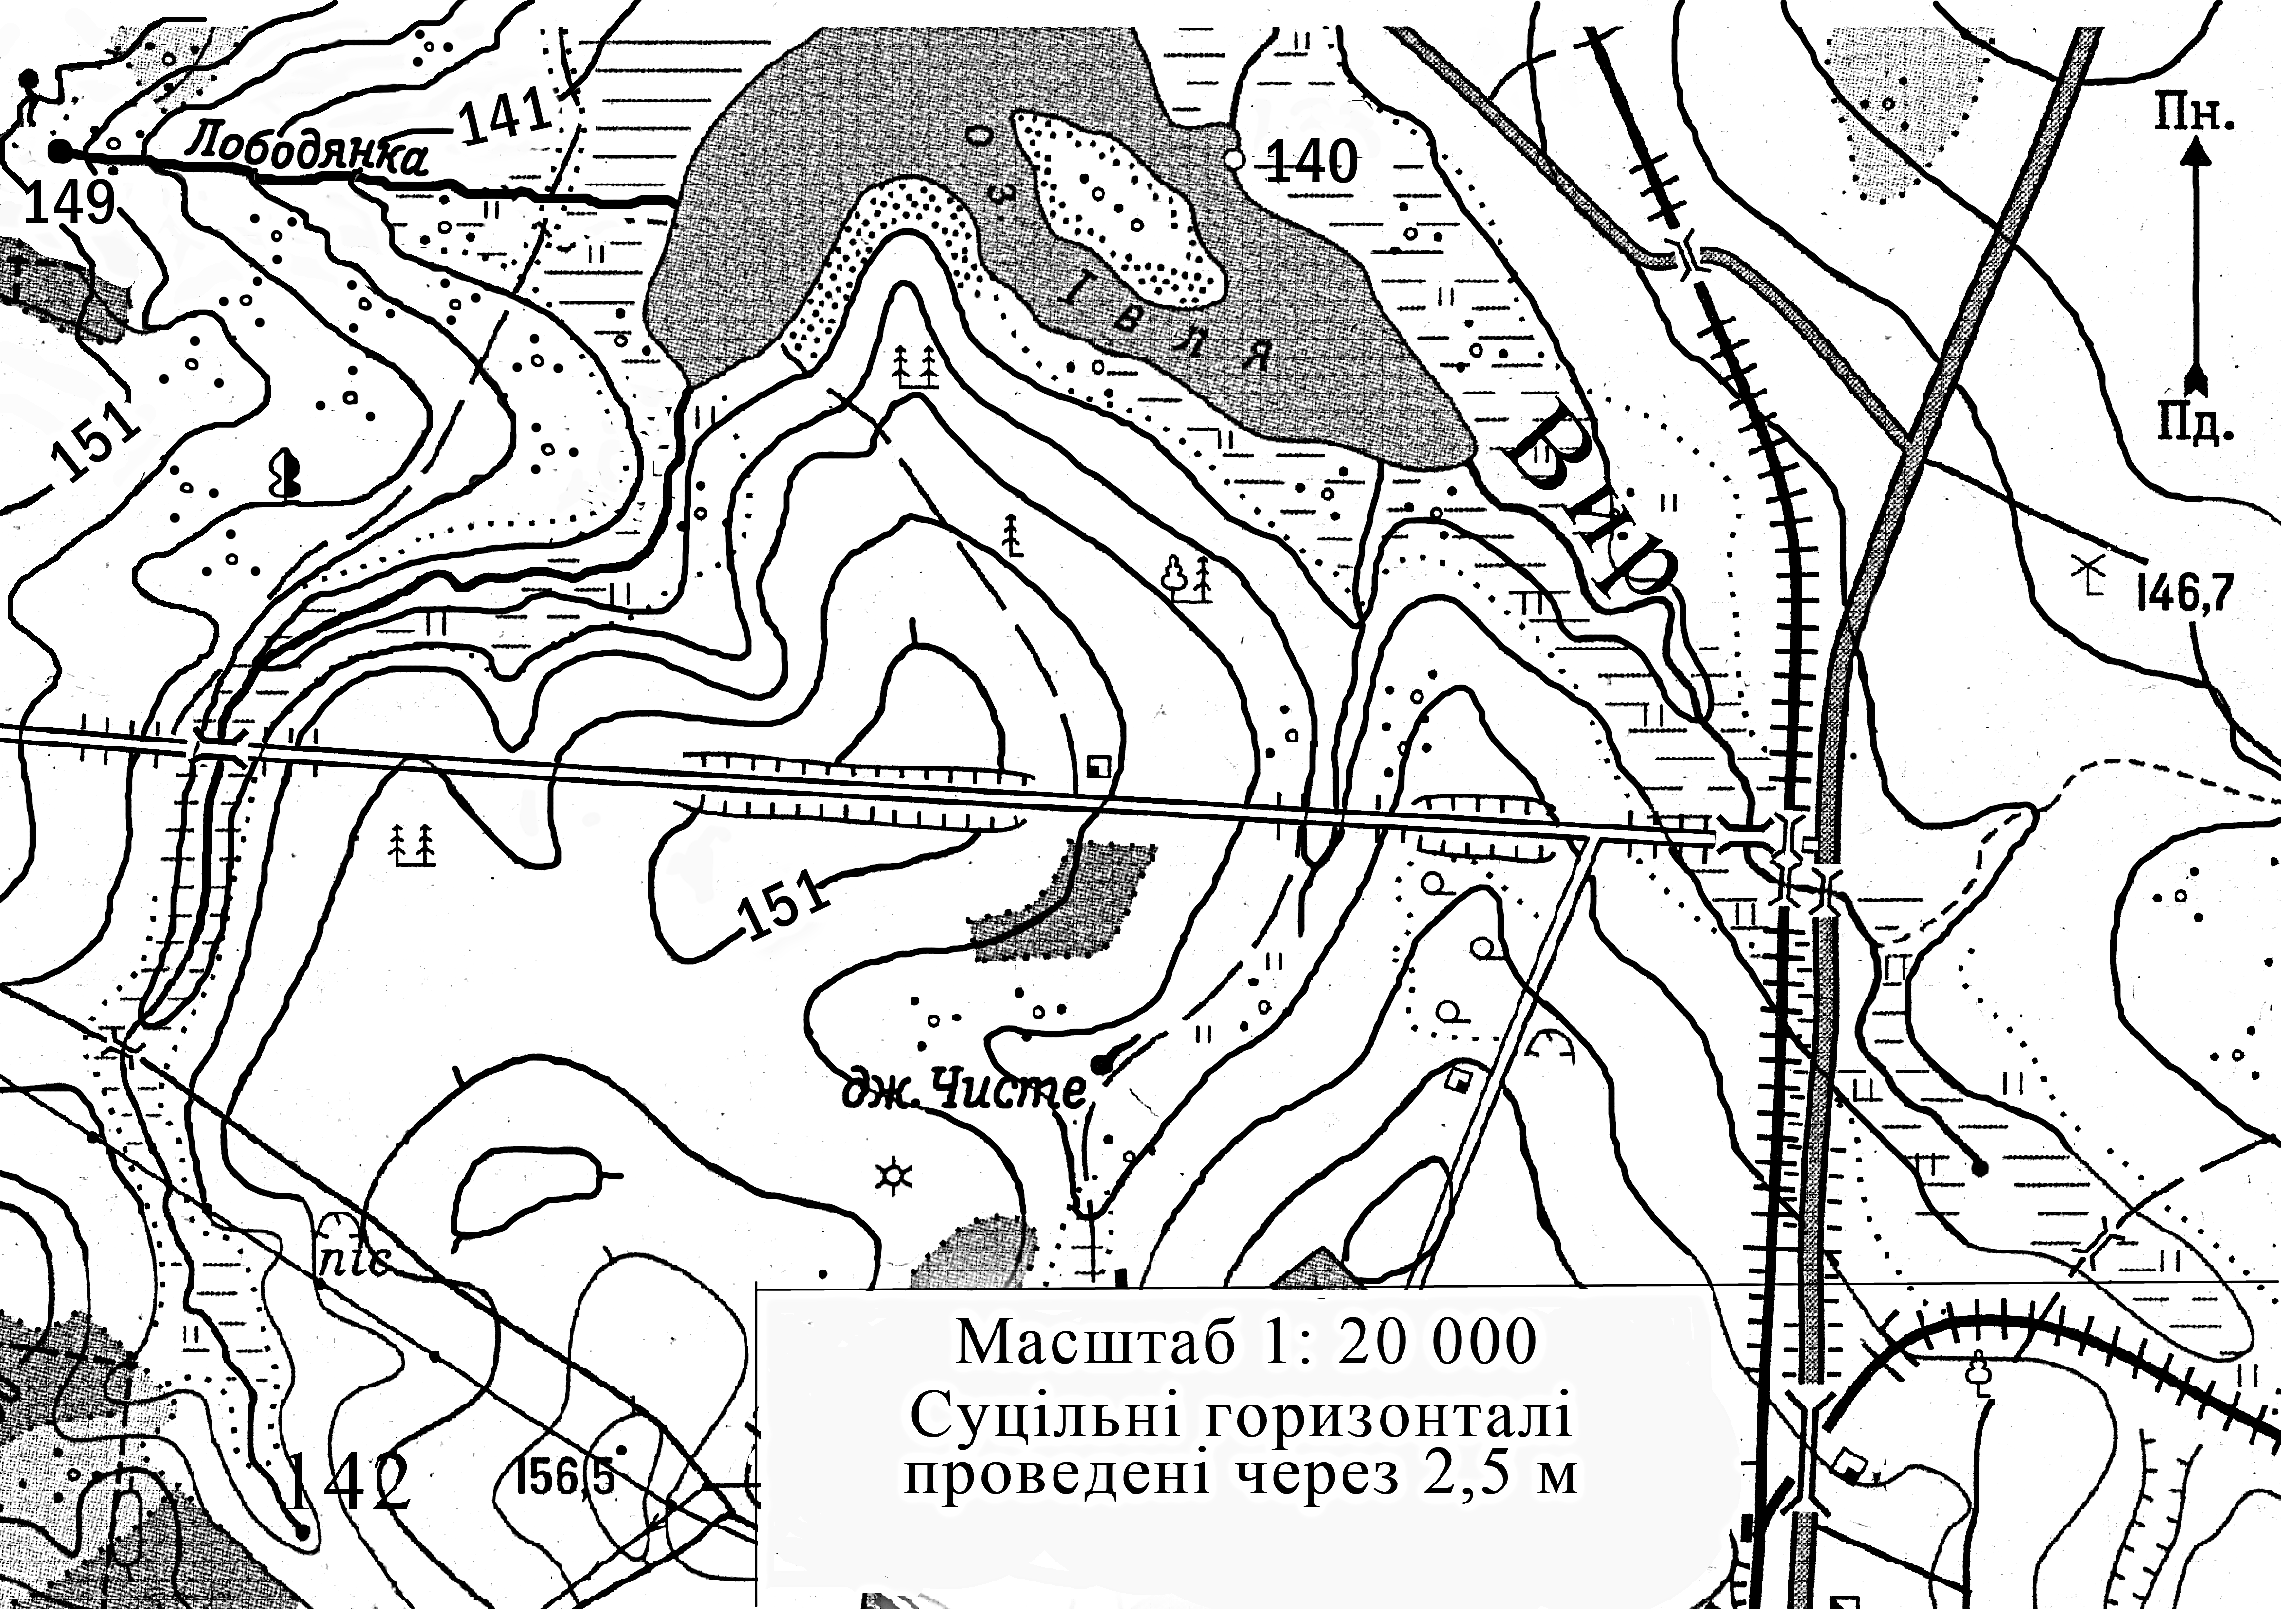 141
Лободянка
149
151
оз. Івля
140
Пн.
Пд.
Вир
146,7
151
дж. Чисте
піс.
142
156,5
Масштаб 1: 20 000
Суцільні горизонталі
проведені через 2,5 м